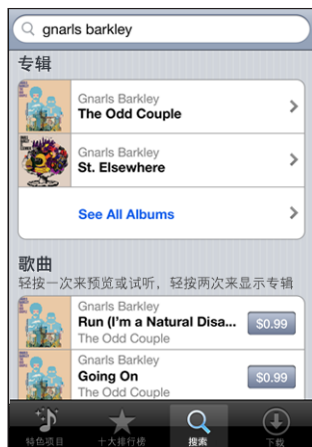 gnarls barkley
专辑
Gnarls Barkley
The Odd Couple
Gnarls Barkley
St. Elsewhere
See All Albums
歌曲
轻按一次来预览或试听，轻按两次来显示专辑
Gnarls Barkley
Run (I'm a Natural Disa...
$0.99
The Odd Couple
Gnarls Barkley
Going On
$0.99
The Odd Couple
特色项目
十大排行榜
搜索
下载